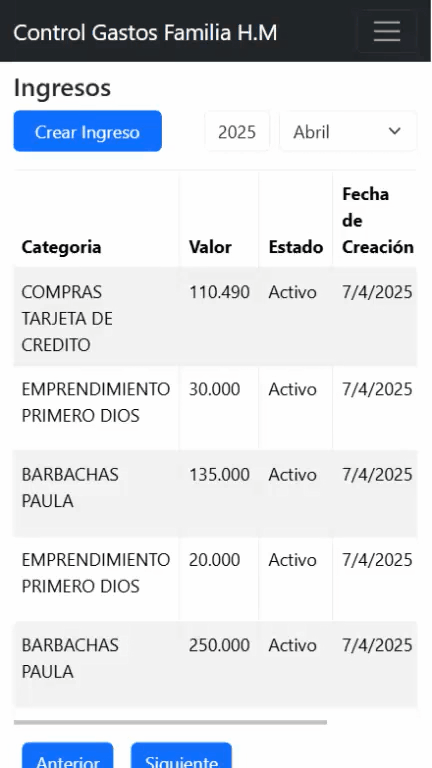 Control Gastos Familia H.M
Ingresos
Crear Ingreso 2025 Abril
Categoria Valor Estado Fecha
de
Creación
COMPRAS 110.490 Activo 7/4/2025
TARJETA DE
CREDITO
EMPRENDIMIENTO 30.000 Activo 7/4/2025
PRIMERO DIOS
BARBACHAS 135.000 Activo 7/4/2025
PAULA
EMPRENDIMIENTO 20.000 Activo 7/4/2025
PRIMERO DIOS
BARBACHAS 250.000 Activo 7/4/2025
PAULA
Anterior Siguiente